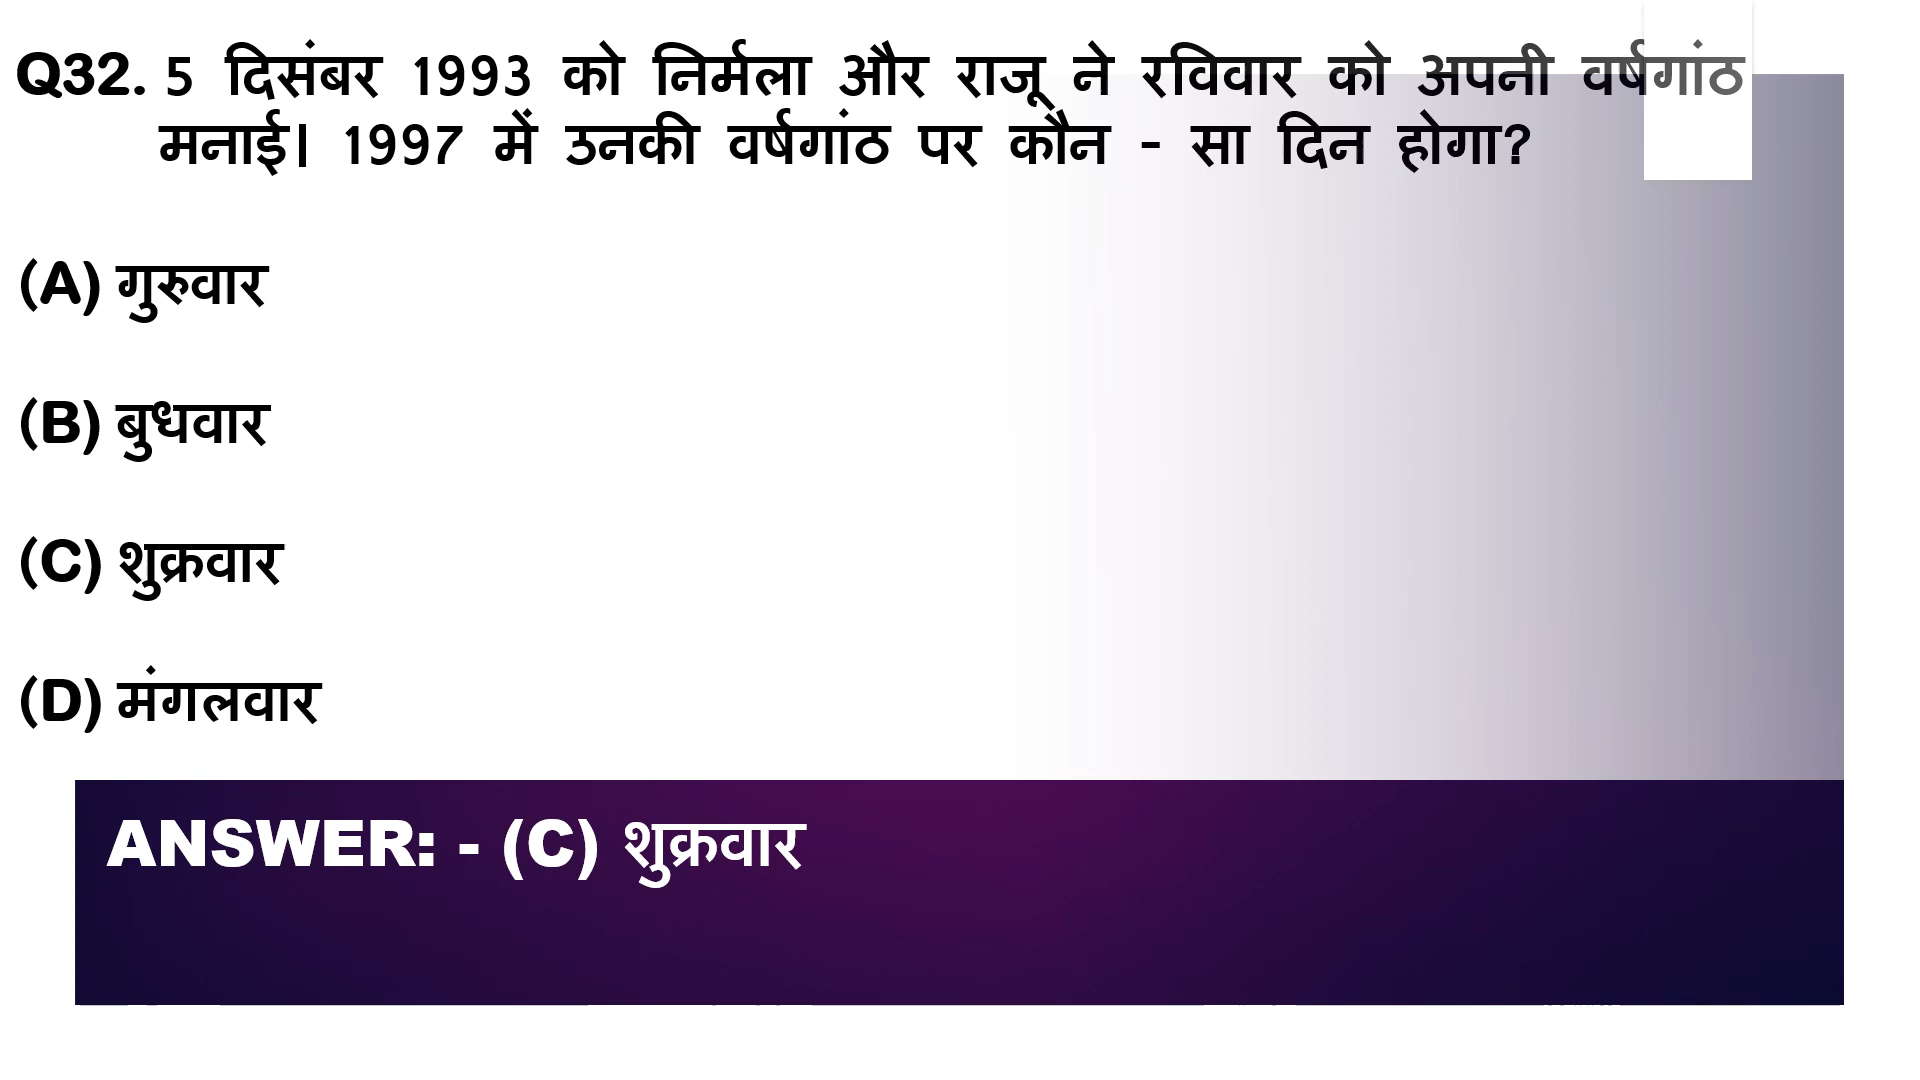 Q32. 5 दिसंबर 1993 को निर्मला और राजू ने रविवार को अपनी वर्षगांठ
मनाई। 1997 में उनकी वर्षगांठ पर कौन - सा दिन होगा?
(A) गुरुवार
(B) बुधवार
(C) शुक्रवार
(D) मंगलवार
ANSWER: - (C) शुक्रवार